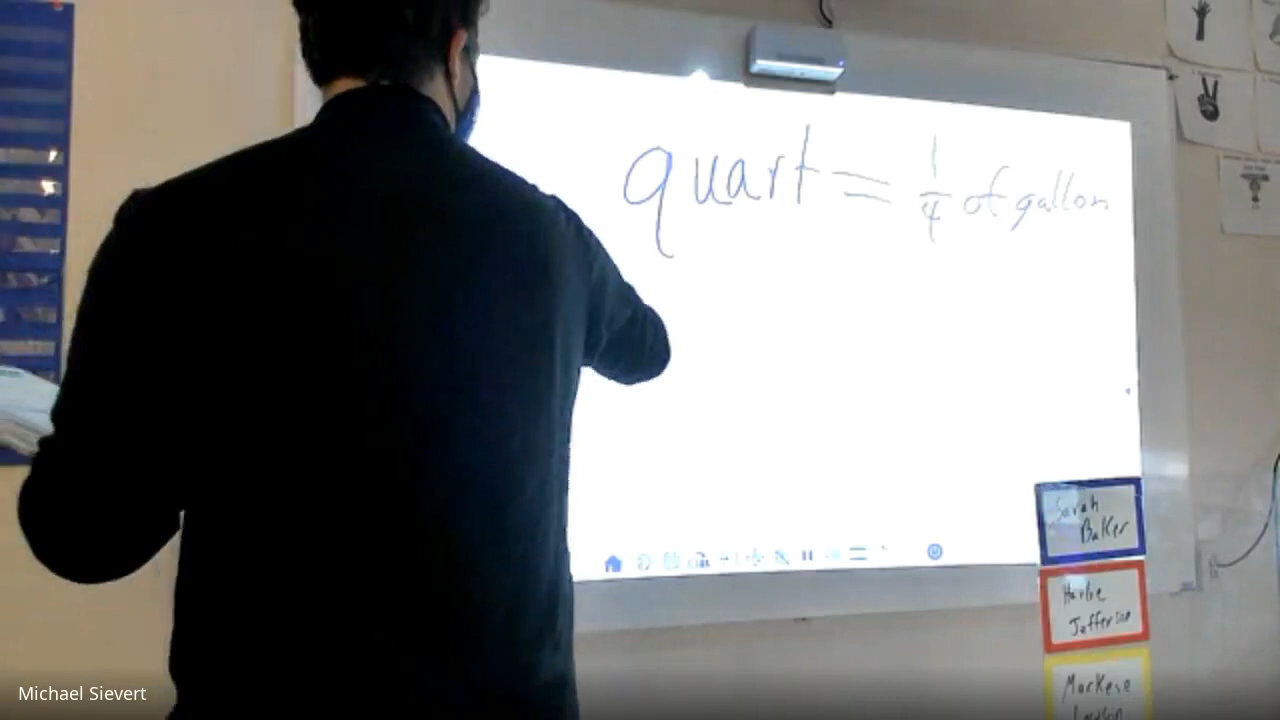 quart = 1/4 of gallon
Sarah
Baker
Harlie
Jefferson
Markese
Michael Sievert